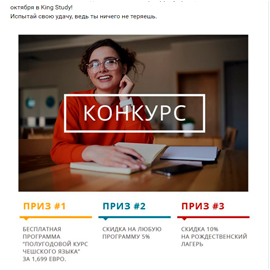 октября в King Study!
Испытай свою удачу, ведь ты ничего не теряешь.
КОНКУРС
ПРИЗ #1
БЕСПЛАТНАЯ
ПРОГРАММА
"ПОЛУГОДОВОЙ КУРС
ЧЕШСКОГО ЯЗЫКА"
ЗА 1,699 ЕВРО.
ПРИЗ #2
СКИДКА НА ЛЮБУЮ
ПРОГРАММУ 5%
ПРИЗ #3
СКИДКА 10%
НА РОЖДЕСТВЕНСКИЙ
ЛАГЕРЬ